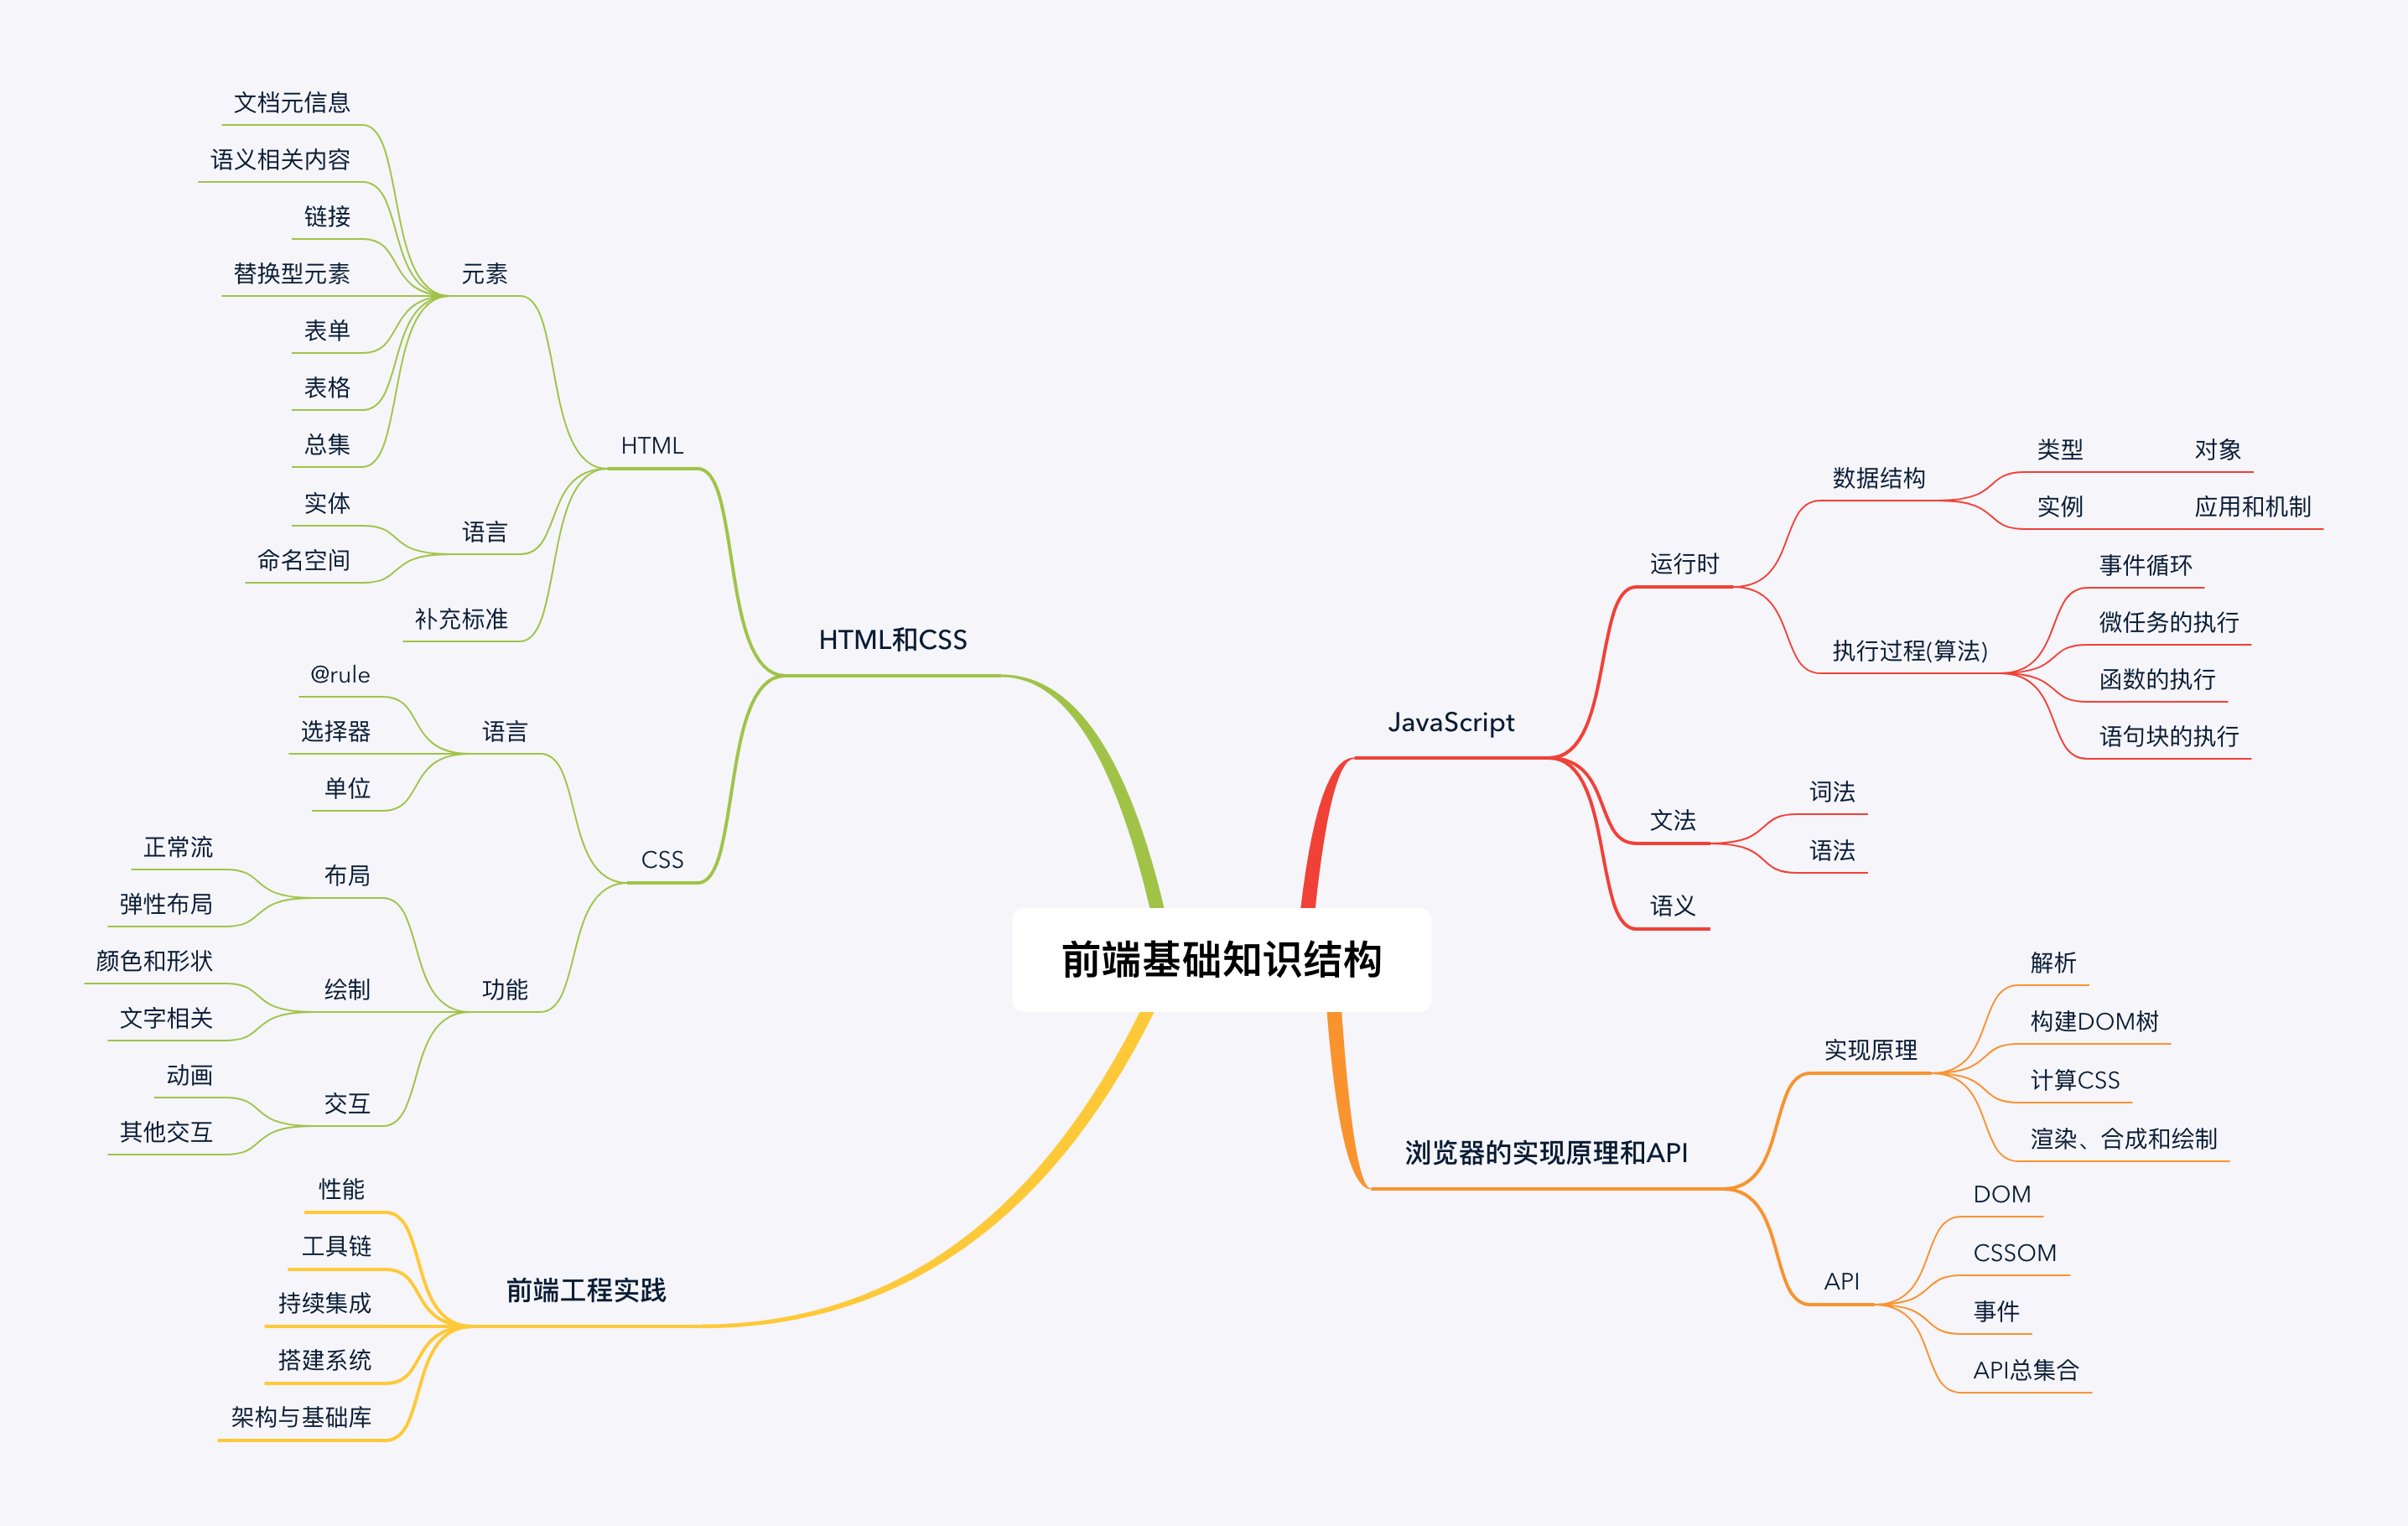 前端基础知识结构
HTML和CSS
HTML
元素
文档元信息
语义相关内容
链接
替换型元素
表单
表格
总集
语言
实体
命名空间
补充标准
CSS
语言
@rule
选择器
单位
功能
布局
正常流
弹性布局
绘制
颜色和形状
文字相关
交互
动画
其他交互
前端工程实践
性能
工具链
持续集成
搭建系统
架构与基础库
JavaScript
运行时
数据结构
类型
对象
实例
应用和机制
执行过程(算法)
事件循环
微任务的执行
函数的执行
语句块的执行
文法
词法
语法
语义
浏览器的实现原理和API
实现原理
解析
构建DOM树
计算CSS
渲染、合成和绘制
API
DOM
CSSOM
事件
API总集合